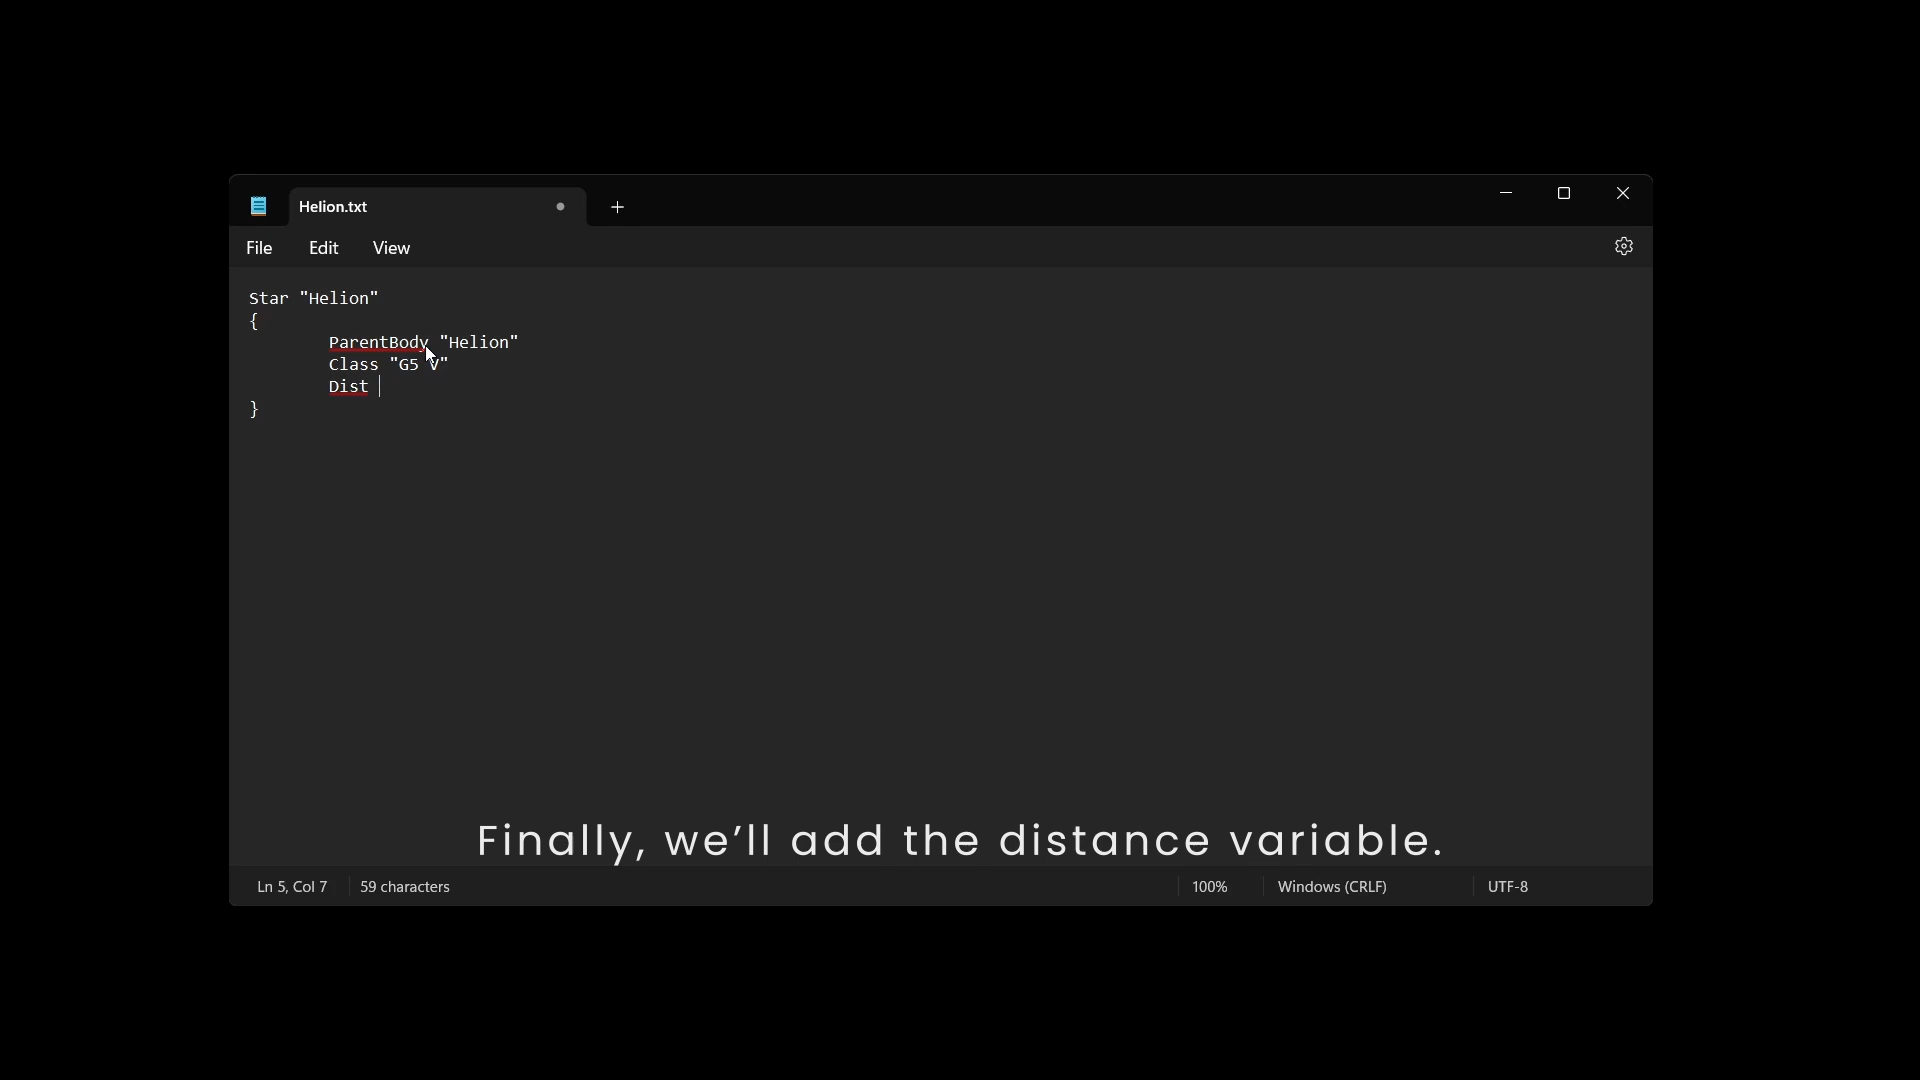 Helion.txt
File Edit View
Star "Helion"
{
ParentBody "Helion"
Class "G5 V"
Dist
}
Finally, we’ll add the distance variable.
Ln 5, Col 7 59 characters 100% Windows (CRLF) UTF-8